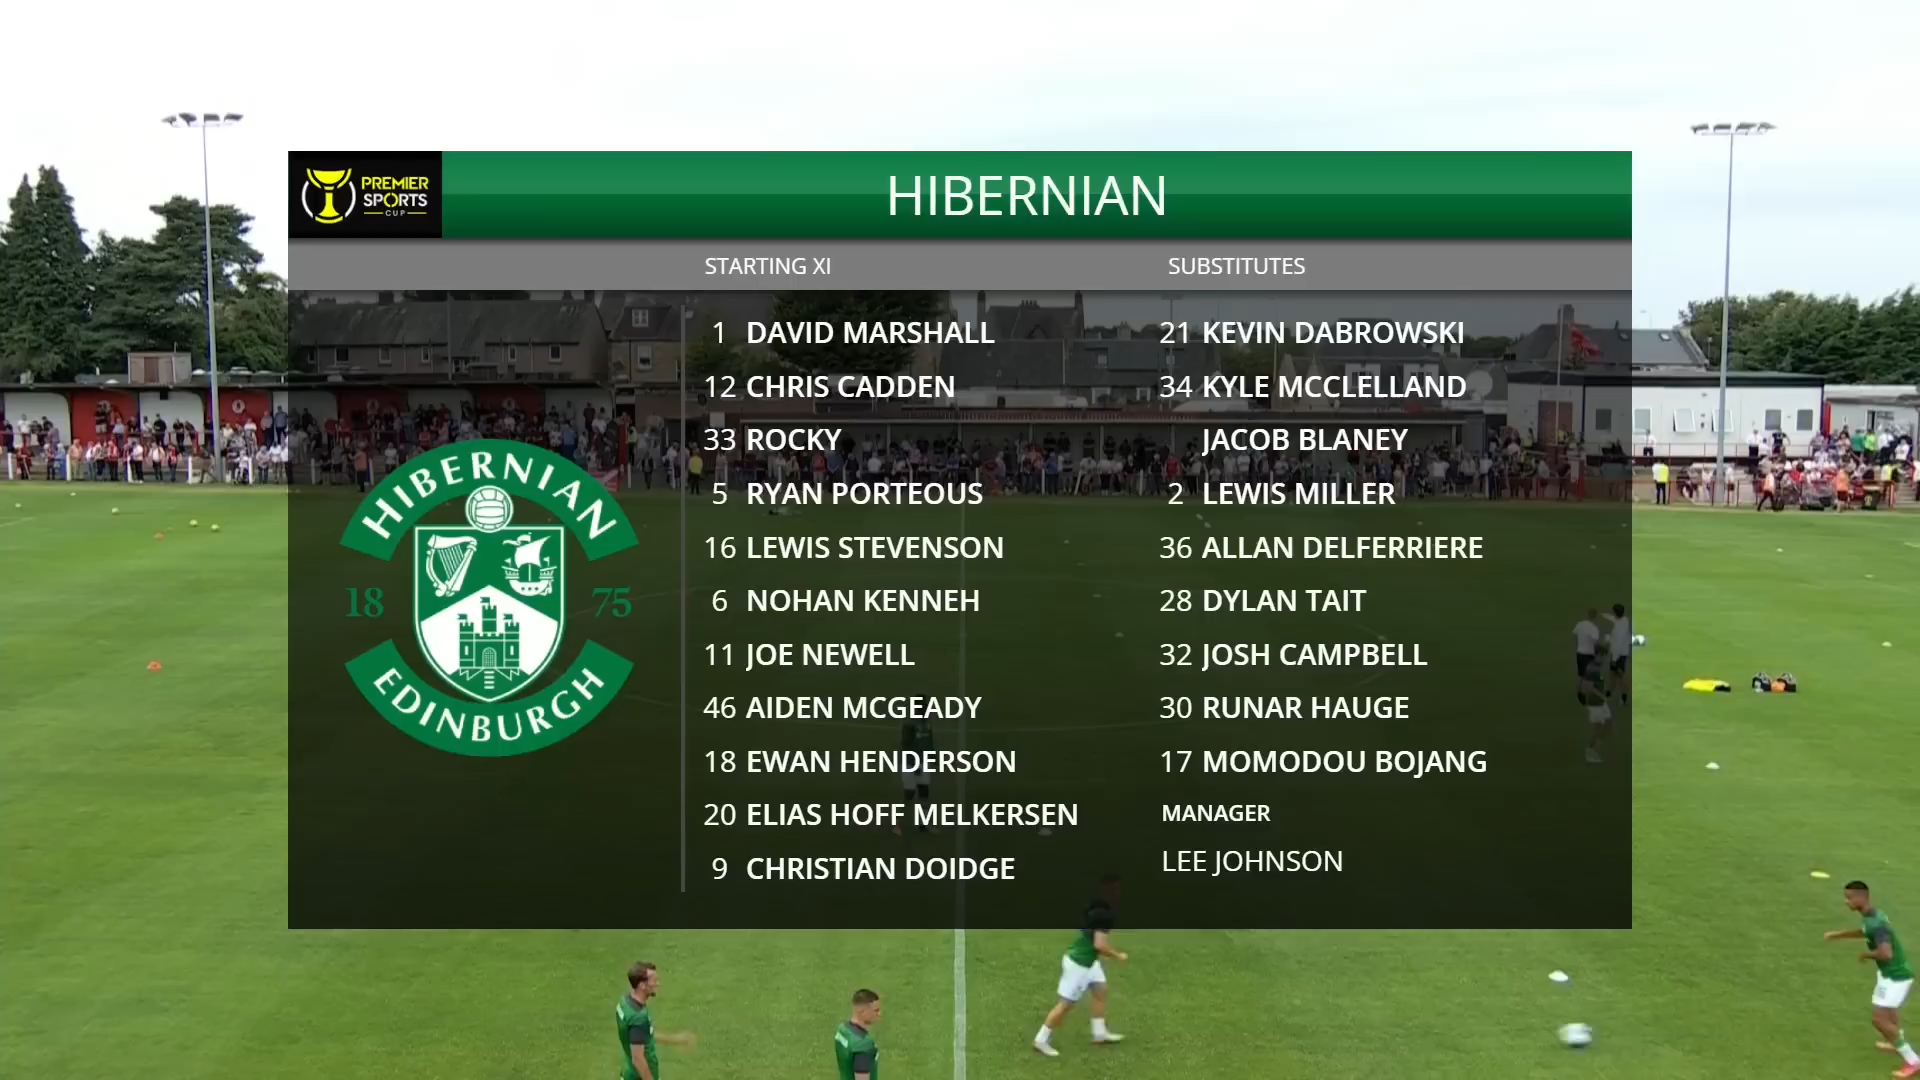 PREMIER
SPORTS
CUP
HIBERNIAN
STARTING XI
1 DAVID MARSHALL
12 CHRIS CADDEN
33 ROCKY
5 RYAN PORTEOUS
16 LEWIS STEVENSON
6 NOHAN KENNEH
11 JOE NEWELL
46 AIDEN MCGEADY
18 EWAN HENDERSON
20 ELIAS HOFF MELKERSEN
9 CHRISTIAN DOIDGE
SUBSTITUTES
21 KEVIN DABROWSKI
34 KYLE MCCLELLAND
JACOB BLANEY
2 LEWIS MILLER
36 ALLAN DELFERRIERE
28 DYLAN TAIT
32 JOSH CAMPBELL
30 RUNAR HAUGE
17 MOMODOU BOJANG
MANAGER
LEE JOHNSON
HIBERNIAN
18 75
EDINBURGH